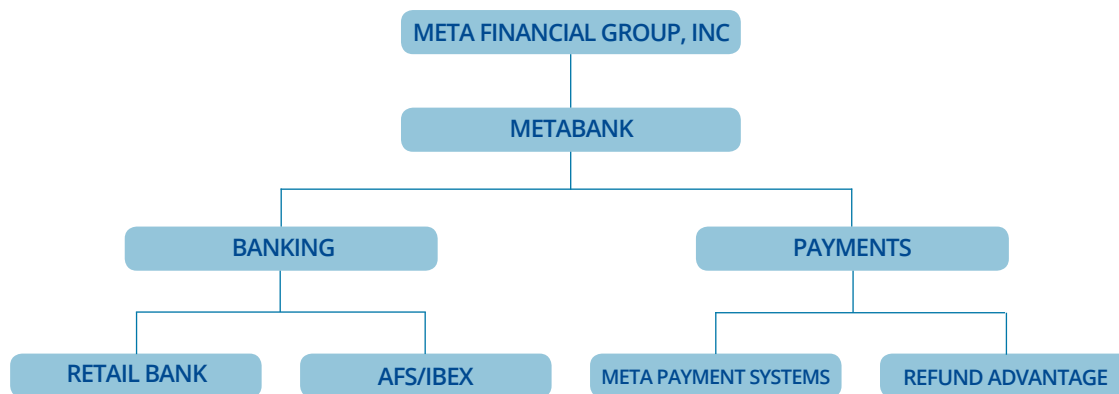 META FINANCIAL GROUP, INC
METABANK
BANKING
PAYMENTS
RETAIL BANK
AFS/IBEX
META PAYMENT SYSTEMS
REFUND ADVANTAGE